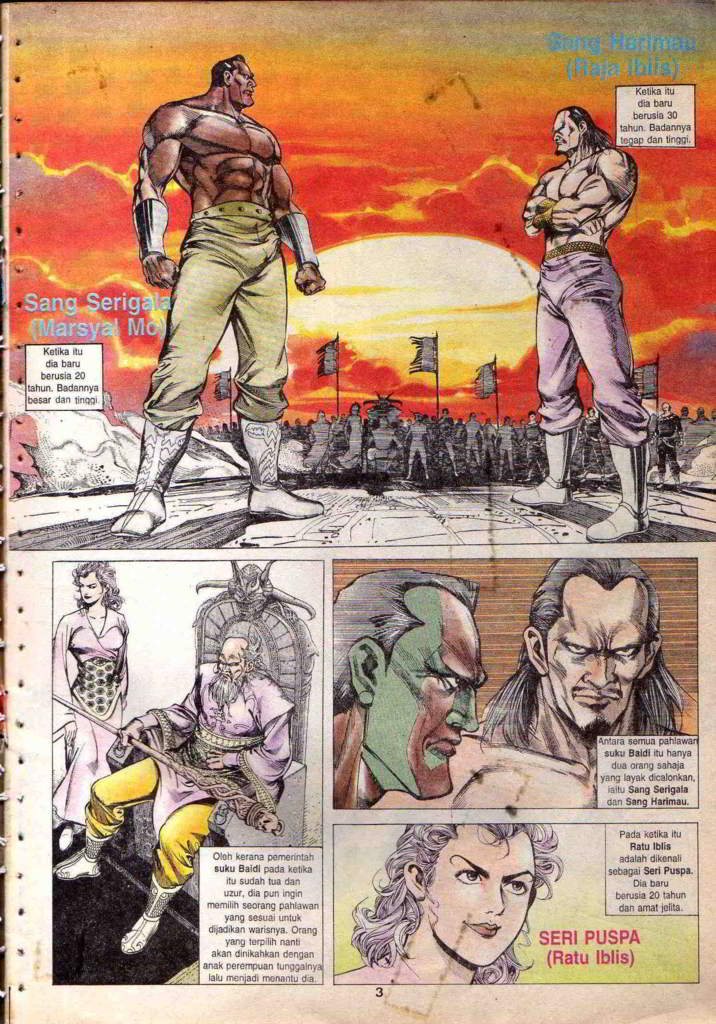 Sang Harimau
(Raja Iblis)
Ketika itu
dia baru
berusia 30
tahun. Badannya
tegap dan tinggi.
Sang Serigala
(Marsyal Mo)
Ketika itu
dia baru
berusia 20
tahun. Badannya
besar dan tinggi.
Oleh kerana pemerintah
suku Baidi pada ketika
itu sudah tua dan
uzur, dia pun ingin
memilih seorang pahlawan
yang sesuai untuk
dijadikan warisnya. Orang
yang terpilih nanti
akan dinikahkan dengan
anak perempuan tunggalnya
lalu menjadi menantu dia.
Antara semua pahlawan
suku Baidi itu hanya
dua orang sahaja
yang layak dicalonkan,
iaitu Sang Serigala
dan Sang Harimau.
Pada ketika itu
Ratu Iblis
adalah dikenali
sebagai Seri Puspa.
Dia baru
berusia 20 tahun
dan amat jelita.
SERI PUSPA
(Ratu Iblis)
3